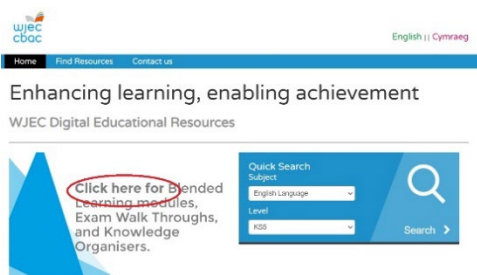 wjec
cbac
English || Cymraeg
Home Find Resources Contact us
Enhancing learning, enabling achievement
WJEC Digital Educational Resources
Click here for Blended
Learning modules,
Exam Walk Throughs,
and Knowledge
Organisers.
Quick Search
Subject
English Language
Level
KS5
Search